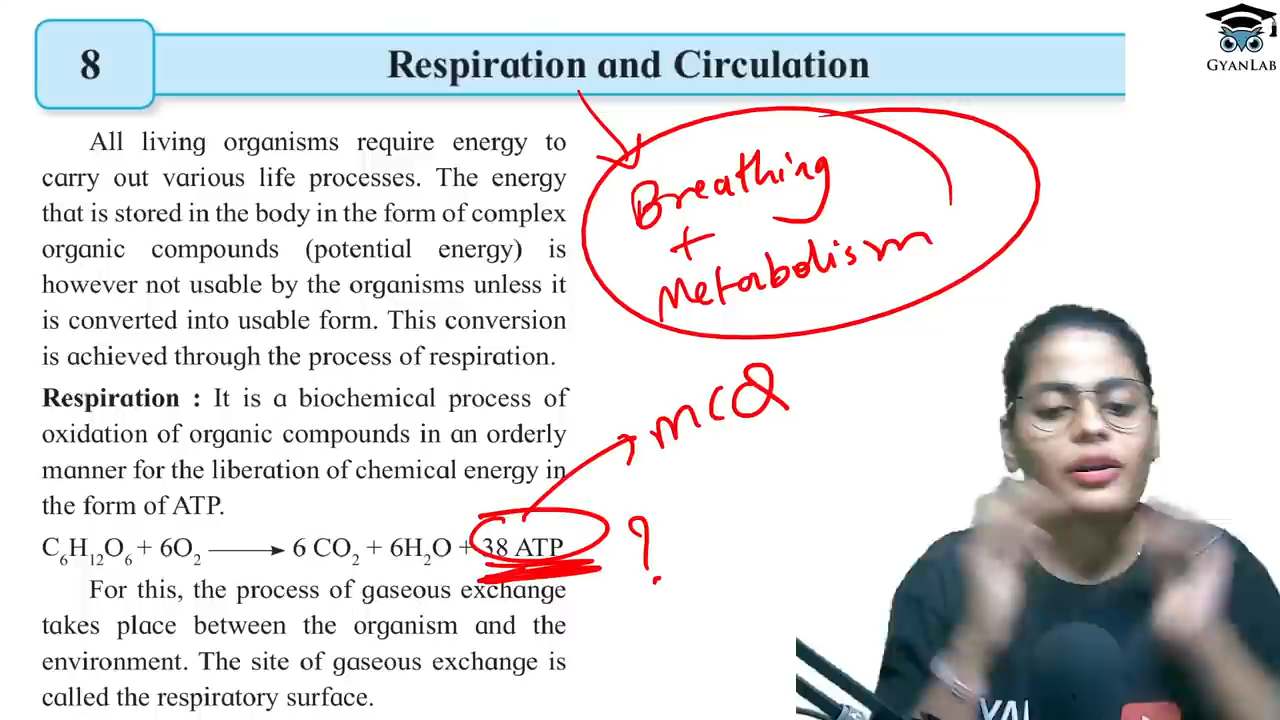 8
Respiration and Circulation
GYANLAB
All living organisms require energy to
carry out various life processes. The energy
that is stored in the body in the form of complex
organic compounds (potential energy) is
however not usable by the organisms unless it
is converted into usable form. This conversion
is achieved through the process of respiration.
Respiration : It is a biochemical process of
oxidation of organic compounds in an orderly
manner for the liberation of chemical energy in
the form of ATP.
C₆H₁₂O₆ + 6O₂ ⟶ 6 CO₂ + 6H₂O + 38 ATP
For this, the process of gaseous exchange
takes place between the organism and the
environment. The site of gaseous exchange is
called the respiratory surface.
Breathing
+
Metabolism
MCQ
?